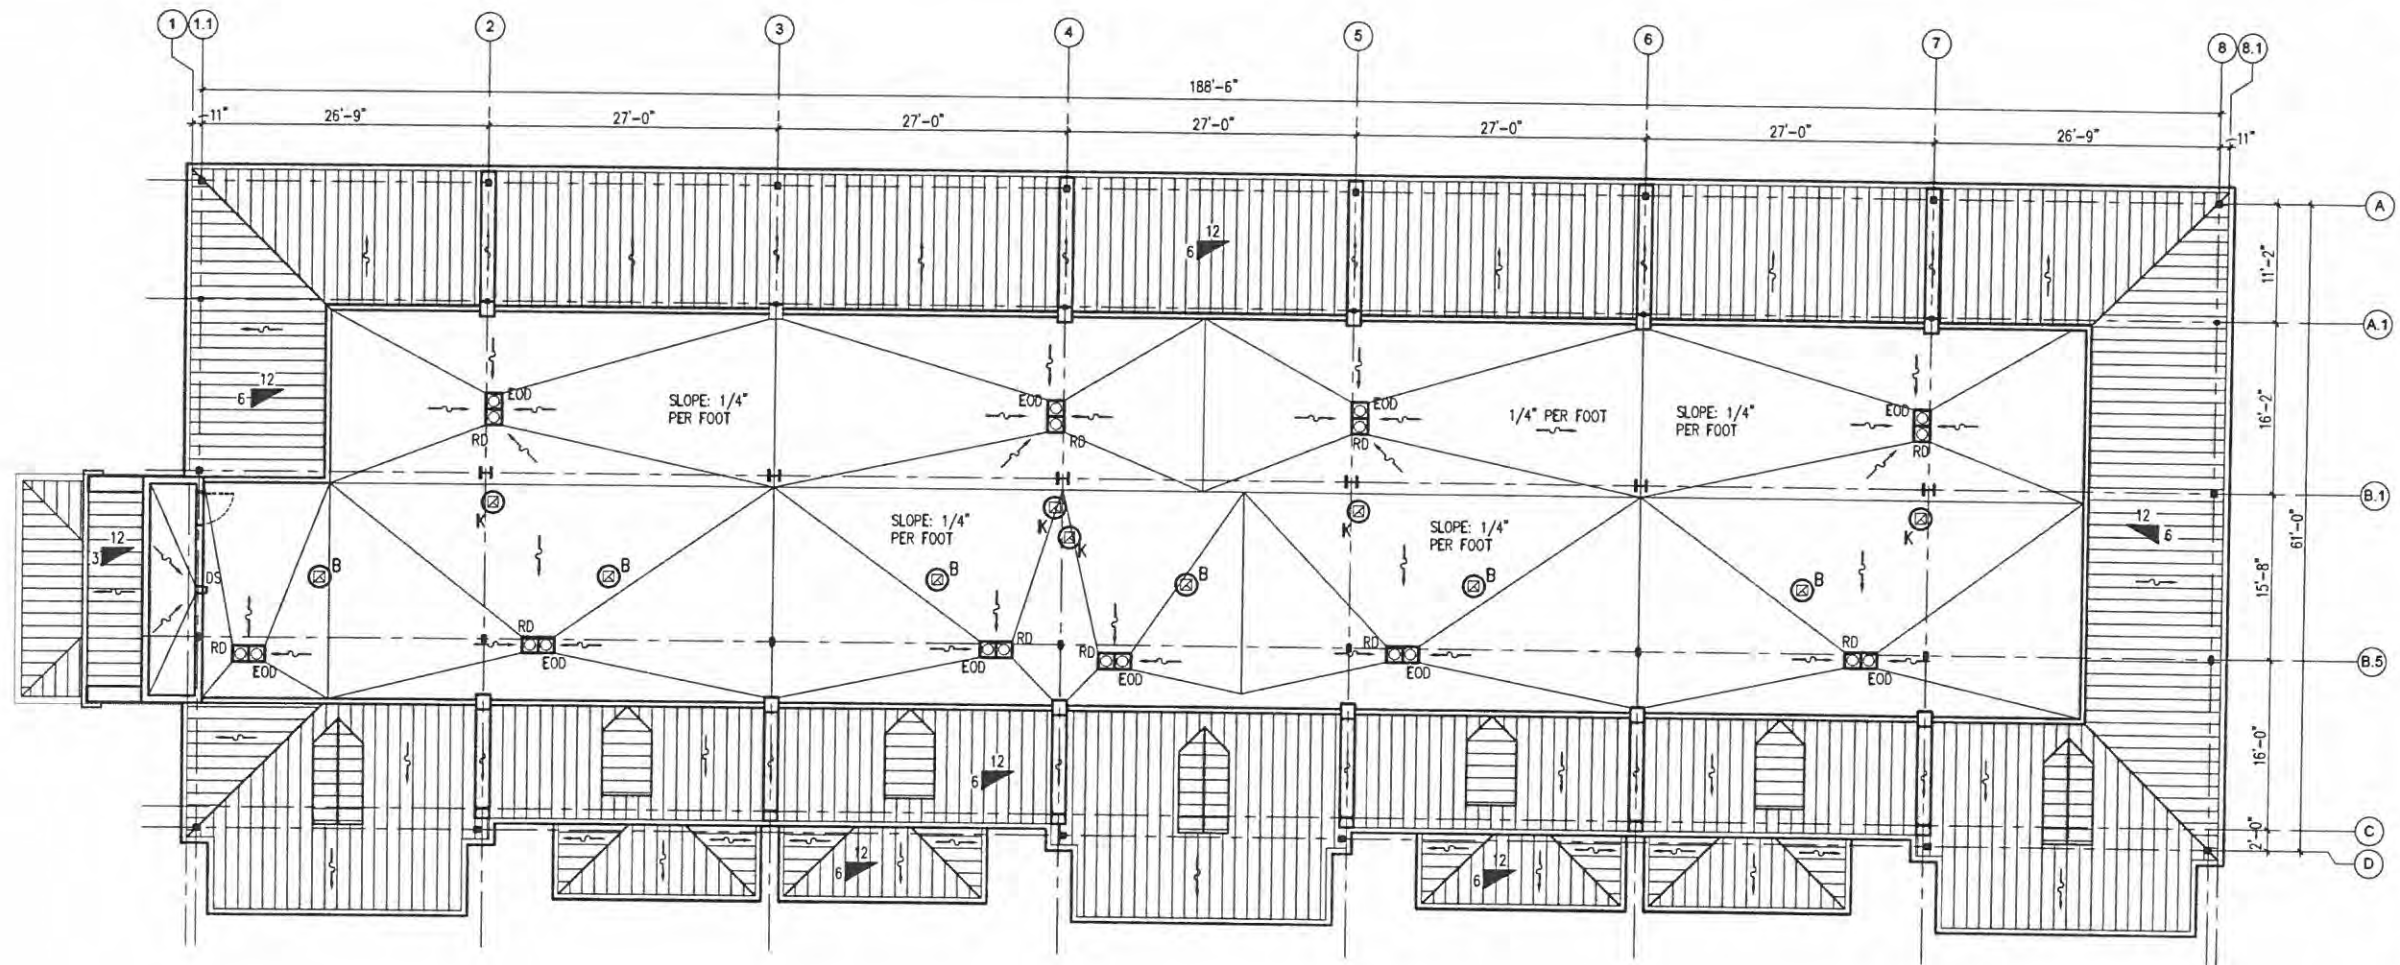 1 1.1 2 3 4 5 6 7 8 8.1
188'-6"
11" 26'-9" 27'-0" 27'-0" 27'-0" 27'-0" 27'-0" 26'-9" 11"
A
11'-2"
12
6
A.1
12
6
EOD
RD
SLOPE: 1/4"
PER FOOT
EOD
RD
EOD
RD
1/4" PER FOOT
SLOPE: 1/4"
PER FOOT
EOD
RD
16'-2"
B.1
61'-0"
K
K
K
K
K
SLOPE: 1/4"
PER FOOT
SLOPE: 1/4"
PER FOOT
12
6
12
3
DS
B
B
B
B
B
B
15'-8"
RD
EOD
RD
EOD
RD
EOD
RD
EOD
RD
EOD
RD
EOD
B.5
12
6
16'-0"
C
2'-0"
D
12
6
12
6